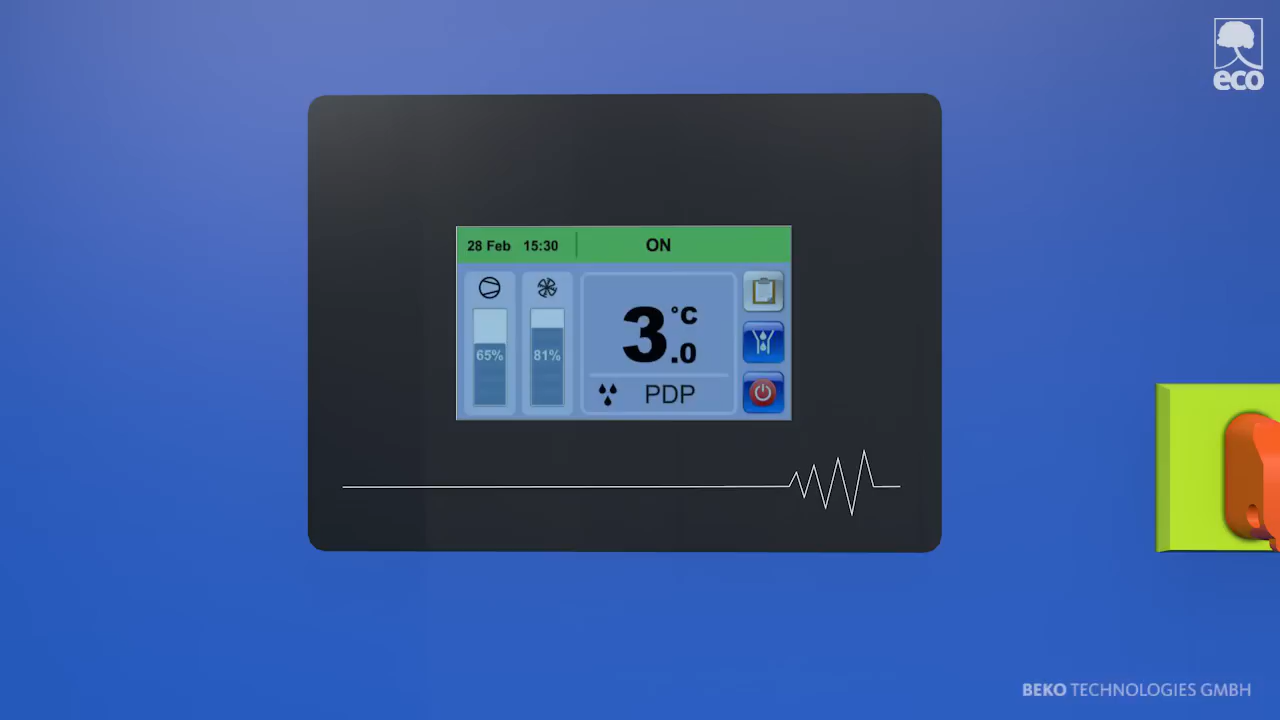 eco
28 Feb 15:30 ON
65% 81% 3.0 °C
PDP
BEKO TECHNOLOGIES GMBH